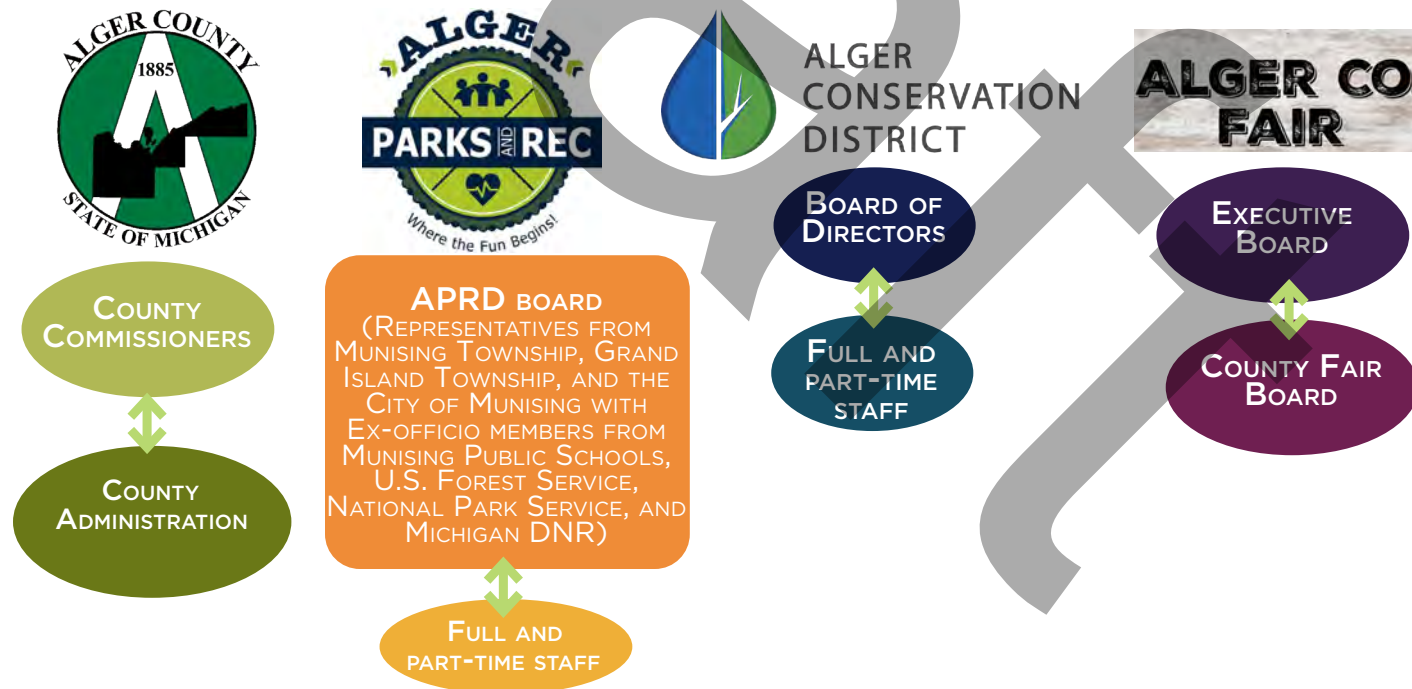 ALGER COUNTY
1885
STATE OF MICHIGAN
ALGER
PARKS AND REC
Where the Fun Begins!
ALGER
CONSERVATION
DISTRICT
ALGER CO
FAIR
COUNTY
COMMISSIONERS
COUNTY
ADMINISTRATION
APRD BOARD
(REPRESENTATIVES FROM
MUNISING TOWNSHIP, GRAND
ISLAND TOWNSHIP, AND THE
CITY OF MUNISING WITH
EX-OFFICIO MEMBERS FROM
MUNISING PUBLIC SCHOOLS,
U.S. FOREST SERVICE,
NATIONAL PARK SERVICE, AND
MICHIGAN DNR)
FULL AND
PART-TIME STAFF
BOARD OF
DIRECTORS
FULL AND
PART-TIME
STAFF
EXECUTIVE
BOARD
COUNTY FAIR
BOARD